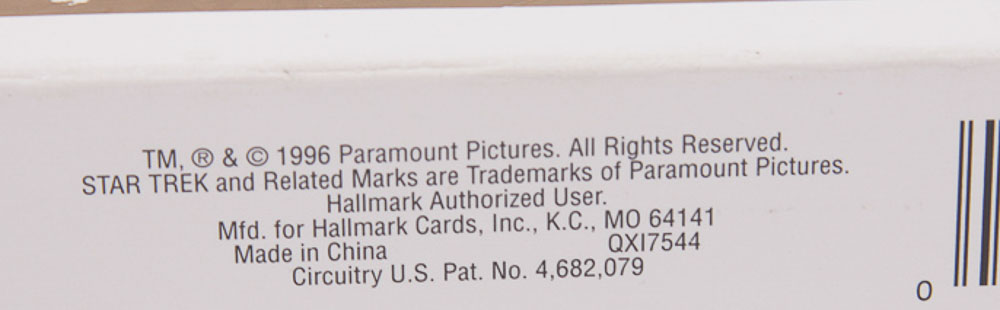 TM, ® & © 1996 Paramount Pictures. All Rights Reserved.
STAR TREK and Related Marks are Trademarks of Paramount Pictures.
Hallmark Authorized User.
Mfd. for Hallmark Cards, Inc., K.C., MO 64141
Made in China QXI7544
Circuitry U.S. Pat. No. 4,682,079
0